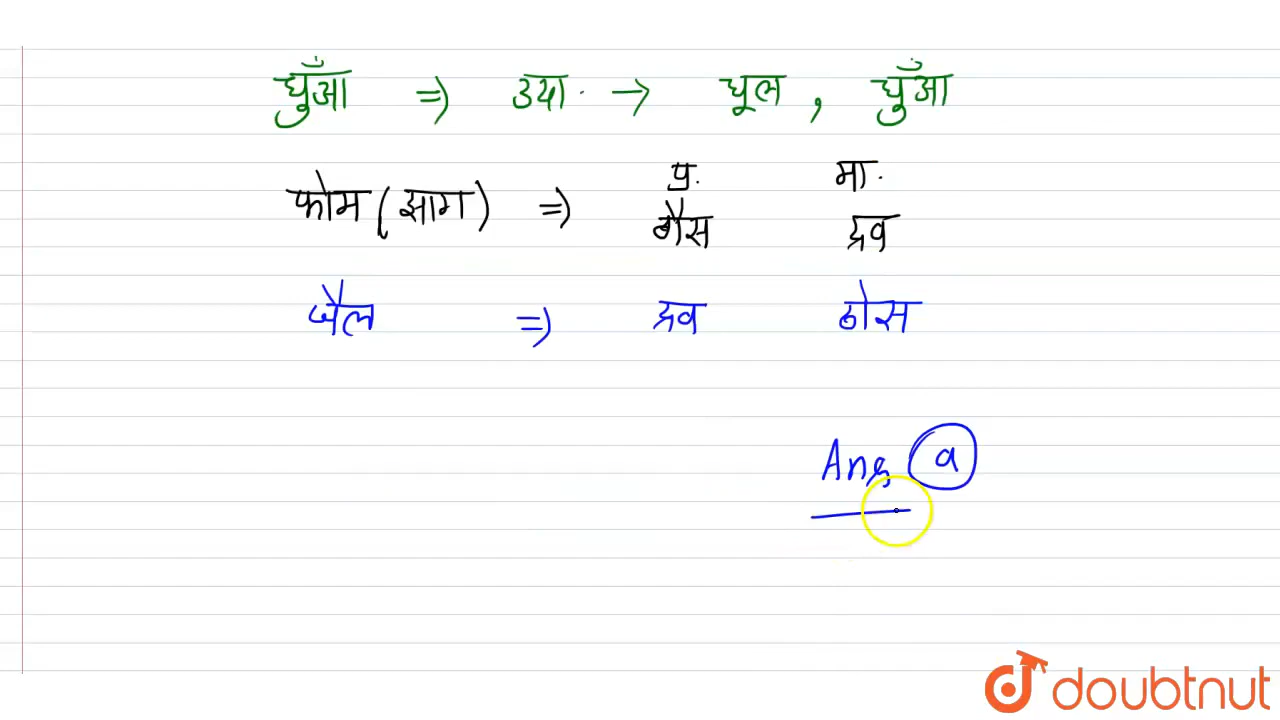 धुँआ ⇒ उदा. → धूल, धुँआ
प्र. मा.
फोम (झाग) ⇒ गैस द्रव
जैल ⇒ द्रव ठोस
Ans a
doubtnut